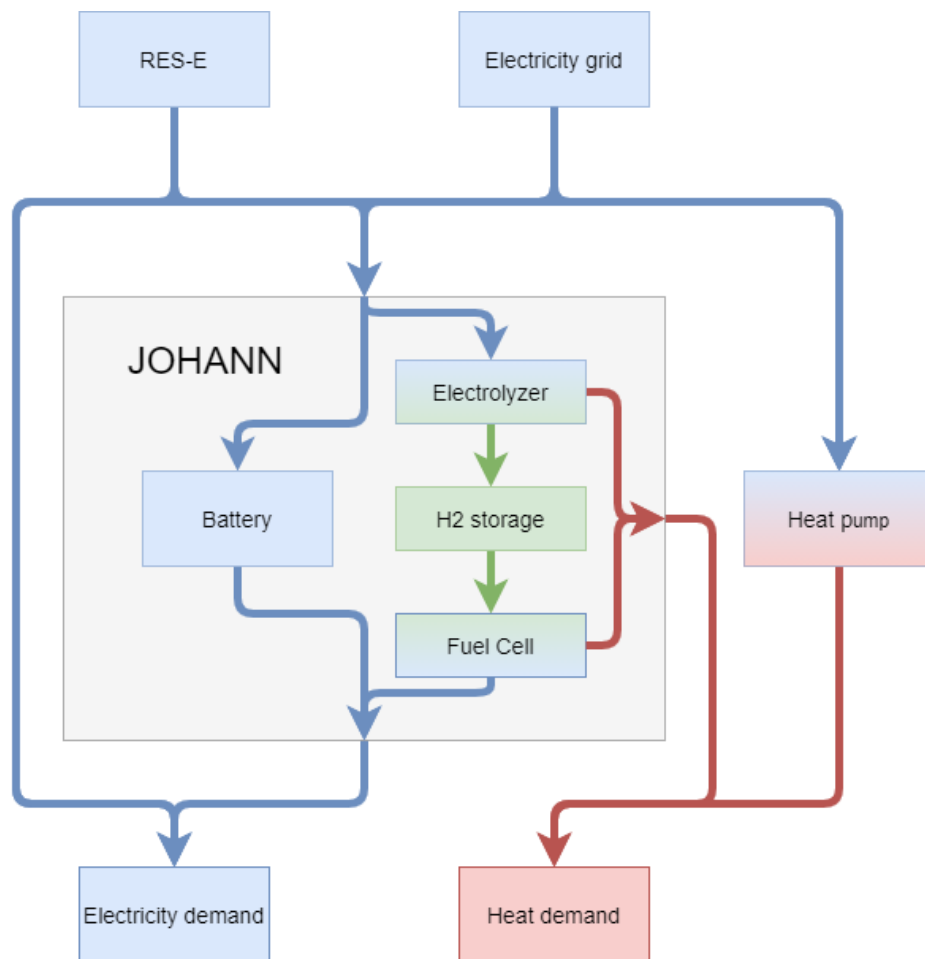 RES-E
Electricity grid
JOHANN
Electrolyzer
Battery
H2 storage
Heat pump
Fuel Cell
Electricity demand
Heat demand